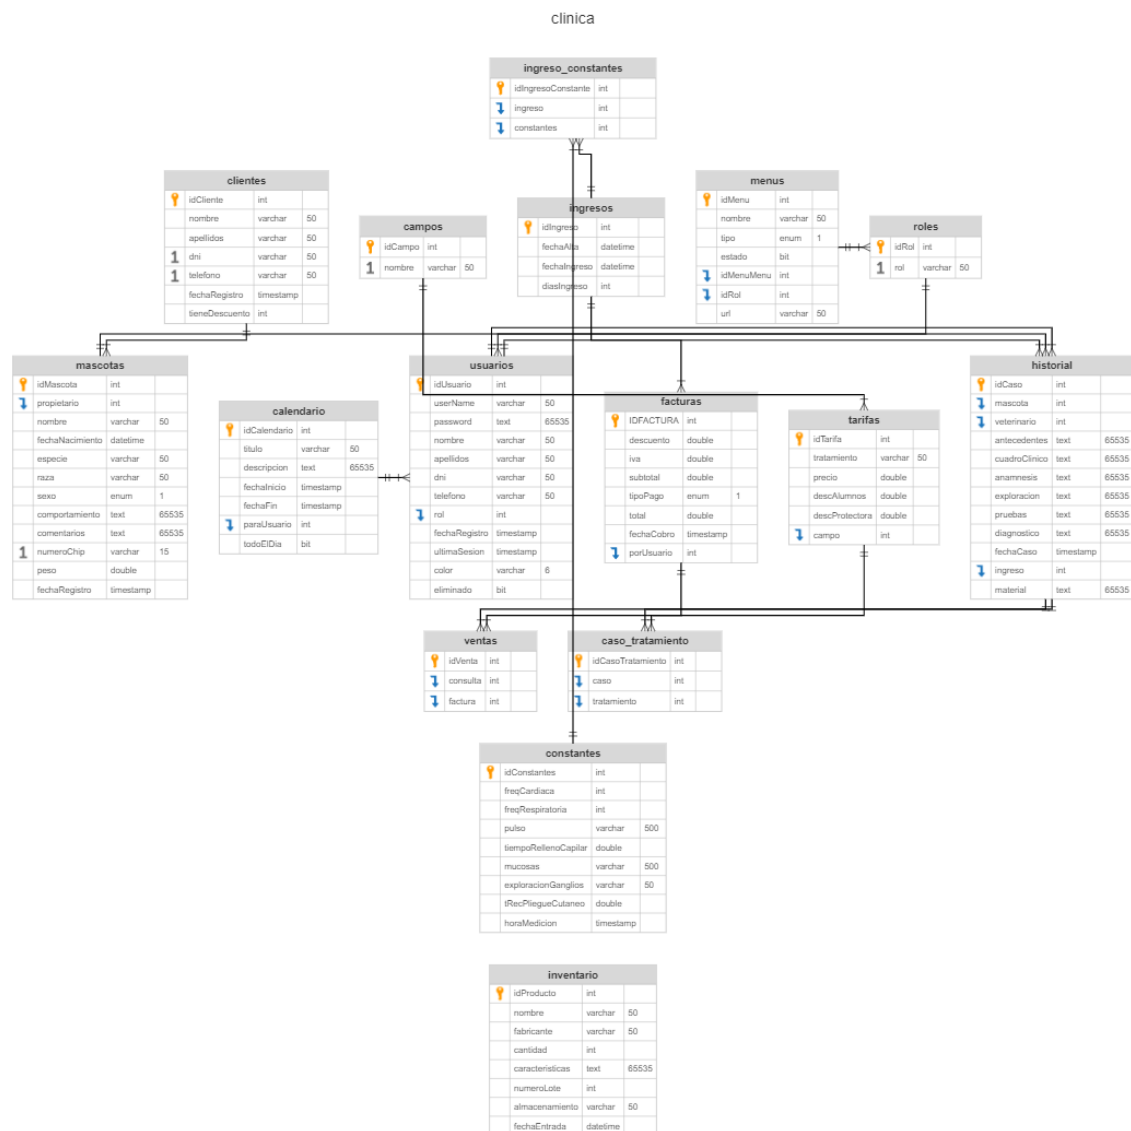 clinica
ingreso_constantes
idIngresoConstante int
ingreso int
constantes int
clientes
idCliente int
nombre varchar 50
apellidos varchar 50
1 dni varchar 50
1 telefono varchar 50
fechaRegistro timestamp
tieneDescuento int
campos
idCampo int
1 nombre varchar 50
ingresos
idIngreso int
fechaAlta datetime
fechaIngreso datetime
diasIngreso int
menus
idMenu int
nombre varchar 50
tipo enum 1
estado bit
idMenuMenu int
idRol int
url varchar 50
roles
idRol int
1 rol varchar 50
mascotas
idMascota int
propietario int
nombre varchar 50
fechaNacimiento datetime
especie varchar 50
raza varchar 50
sexo enum 1
comportamiento text 65535
comentarios text 65535
1 numeroChip varchar 15
peso double
fechaRegistro timestamp
calendario
idCalendario int
titulo varchar 50
descripcion text 65535
fechaInicio timestamp
fechaFin timestamp
paraUsuario int
todoElDia bit
usuarios
idUsuario int
userName varchar 50
password text 65535
nombre varchar 50
apellidos varchar 50
dni varchar 50
telefono varchar 50
rol int
fechaRegistro timestamp
ultimaSesion timestamp
color varchar 6
eliminado bit
facturas
IDFACTURA int
descuento double
iva double
subtotal double
tipoPago enum 1
total double
fechaCobro timestamp
porUsuario int
tarifas
idTarifa int
tratamiento varchar 50
precio double
descAlumnos double
descProtectora double
campo int
historial
idCaso int
mascota int
veterinario int
antecedentes text 65535
cuadroClinico text 65535
anamnesis text 65535
exploracion text 65535
pruebas text 65535
diagnostico text 65535
fechaCaso timestamp
ingreso int
material text 65535
ventas
idVenta int
consulta int
factura int
caso_tratamiento
idCasoTratamiento int
caso int
tratamiento int
constantes
idConstantes int
freqCardiaca int
freqRespiratoria int
pulso varchar 500
tiempoRellenoCapilar double
mucosas varchar 500
exploracionGanglios varchar 50
tRecPliegueCutaneo double
horaMedicion timestamp
inventario
idProducto int
nombre varchar 50
fabricante varchar 50
cantidad int
caracteristicas text 65535
numeroLote int
almacenamiento varchar 50
fechaEntrada datetime